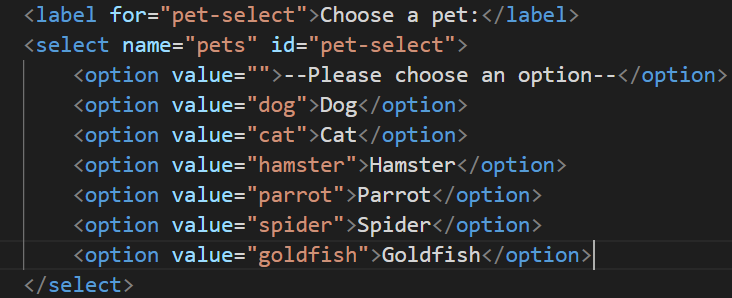 <label for="pet-select">Choose a pet:</label>
<select name="pets" id="pet-select">
    <option value="">--Please choose an option--</option>
    <option value="dog">Dog</option>
    <option value="cat">Cat</option>
    <option value="hamster">Hamster</option>
    <option value="parrot">Parrot</option>
    <option value="spider">Spider</option>
    <option value="goldfish">Goldfish</option>
</select>